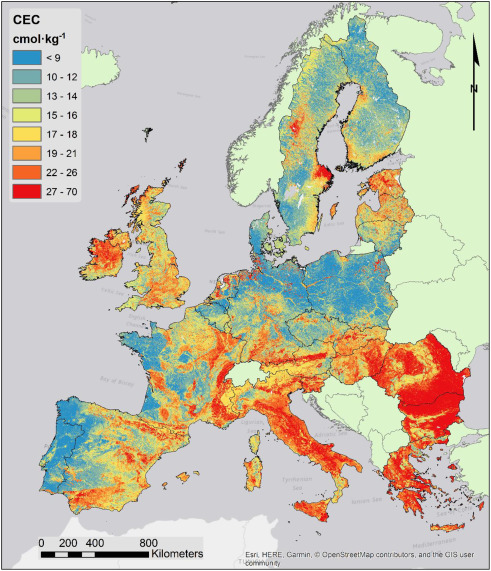 CEC
cmol·kg-1
< 9
10 - 12
13 - 14
15 - 16
17 - 18
19 - 21
22 - 26
27 - 70
N
Bay of Biscay
Tyrrhenian
Sea
0 200 400 800
Kilometers
Esri, HERE, Garmin, © OpenStreetMap contributors, and the GIS user
community